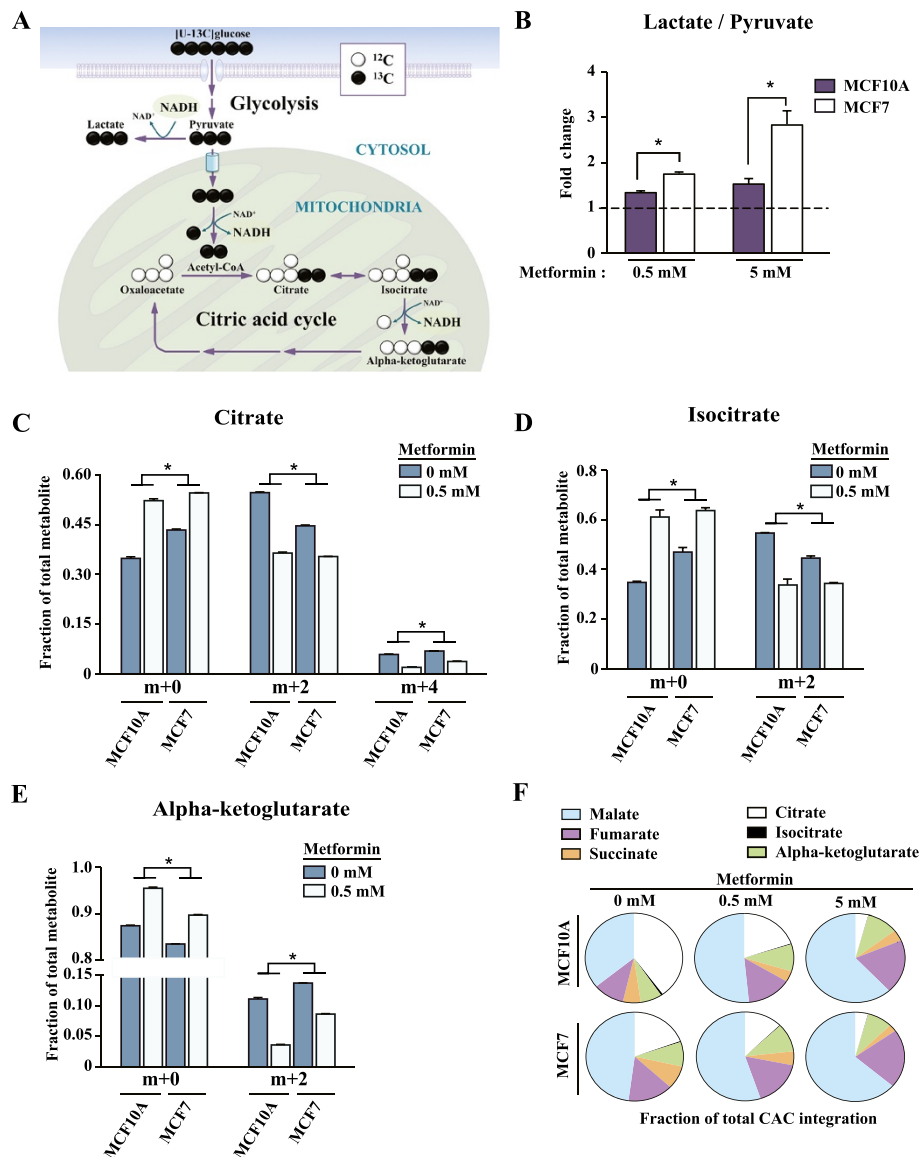 A
[U-13C]glucose
12C
13C
Glycolysis
NADH
NAD+
Lactate
Pyruvate
CYTOSOL
MITOCHONDRIA
NAD+
NADH
Acetyl-CoA
Oxaloacetate
Citrate
Isocitrate
NAD+
NADH
Citric acid cycle
Alpha-ketoglutarate
B
Lactate / Pyruvate
Fold change
4
3
2
1
0
*
*
MCF10A
MCF7
Metformin :
0.5 mM
5 mM
C
Citrate
Metformin
0 mM
0.5 mM
Fraction of total metabolite
0.60
0.45
0.30
0.15
0
*
*
*
m+0
m+2
m+4
MCF10A
MCF7
MCF10A
MCF7
MCF10A
MCF7
D
Isocitrate
Metformin
0 mM
0.5 mM
Fraction of total metabolite
0.8
0.6
0.4
0.2
0
*
*
m+0
m+2
MCF10A
MCF7
MCF10A
MCF7
E
Alpha-ketoglutarate
Metformin
0 mM
0.5 mM
Fraction of total metabolite
1.0
0.9
0.8
0.15
0.10
0.05
0.00
*
*
m+0
m+2
MCF10A
MCF7
MCF10A
MCF7
F
Malate
Fumarate
Succinate
Citrate
Isocitrate
Alpha-ketoglutarate
Metformin
0 mM
0.5 mM
5 mM
MCF10A
MCF7
Fraction of total CAC integration